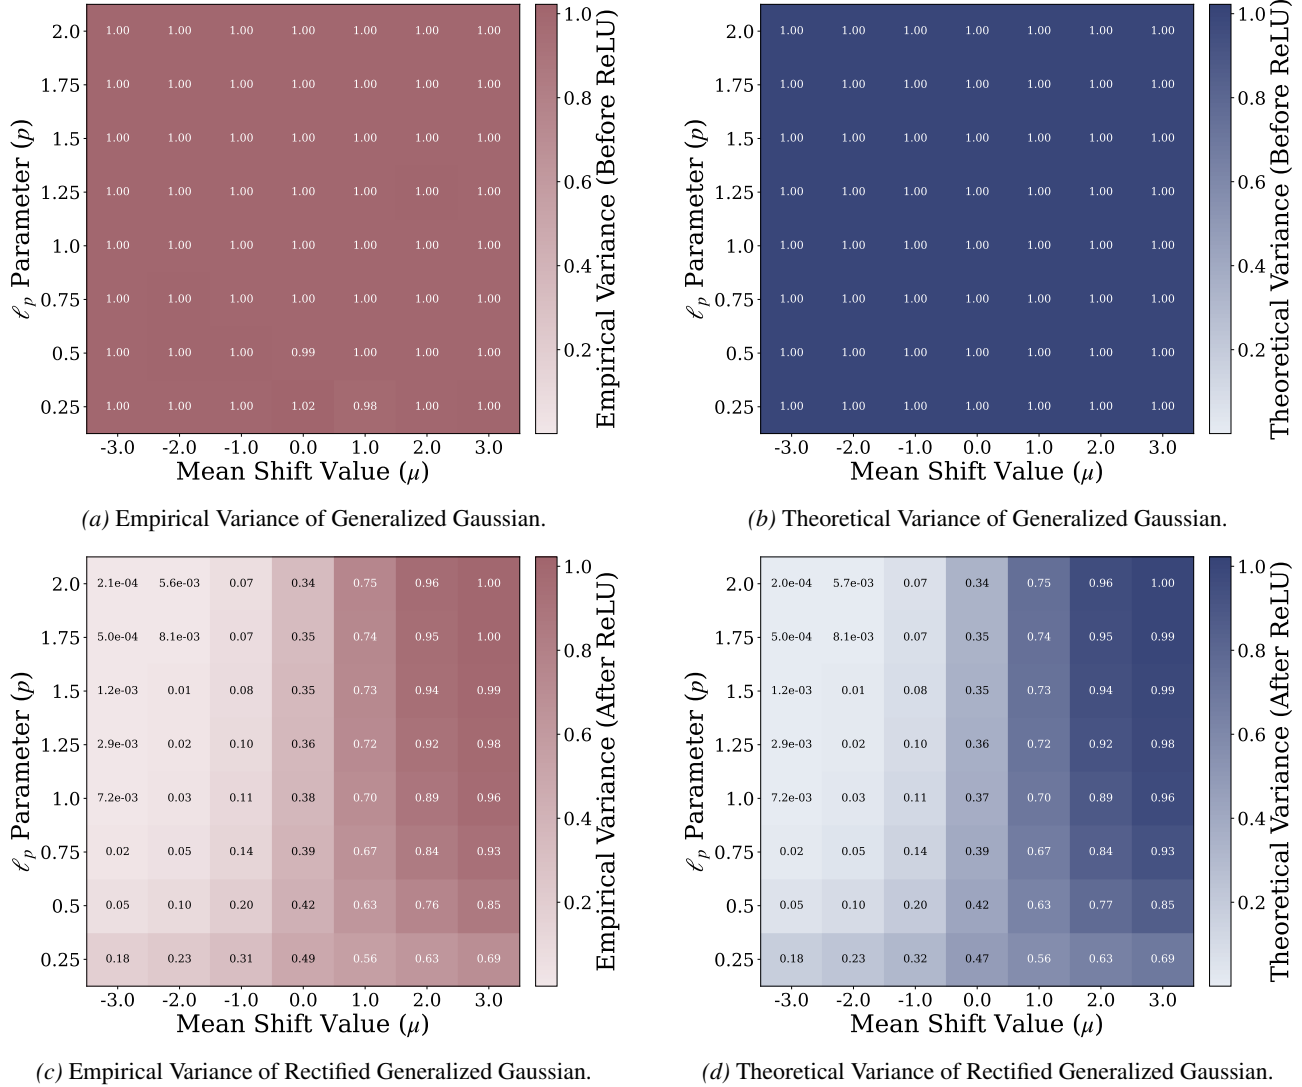 2.0 1.00 1.00 1.00 1.00 1.00 1.00 1.00
1.75 1.00 1.00 1.00 1.00 1.00 1.00 1.00
1.5 1.00 1.00 1.00 1.00 1.00 1.00 1.00
1.25 1.00 1.00 1.00 1.00 1.00 1.00 1.00
1.0 1.00 1.00 1.00 1.00 1.00 1.00 1.00
0.75 1.00 1.00 1.00 1.00 1.00 1.00 1.00
0.5 1.00 1.00 1.00 0.99 1.00 1.00 1.00
0.25 1.00 1.00 1.00 1.02 0.98 1.00 1.00
-3.0 -2.0 -1.0 0.0 1.0 2.0 3.0
Mean Shift Value (μ)
ℓp Parameter (p)
1.0
0.8
0.6
0.4
0.2
Empirical Variance (Before ReLU)
(a) Empirical Variance of Generalized Gaussian.
2.0 1.00 1.00 1.00 1.00 1.00 1.00 1.00
1.75 1.00 1.00 1.00 1.00 1.00 1.00 1.00
1.5 1.00 1.00 1.00 1.00 1.00 1.00 1.00
1.25 1.00 1.00 1.00 1.00 1.00 1.00 1.00
1.0 1.00 1.00 1.00 1.00 1.00 1.00 1.00
0.75 1.00 1.00 1.00 1.00 1.00 1.00 1.00
0.5 1.00 1.00 1.00 1.00 1.00 1.00 1.00
0.25 1.00 1.00 1.00 1.00 1.00 1.00 1.00
-3.0 -2.0 -1.0 0.0 1.0 2.0 3.0
Mean Shift Value (μ)
ℓp Parameter (p)
1.0
0.8
0.6
0.4
0.2
Theoretical Variance (Before ReLU)
(b) Theoretical Variance of Generalized Gaussian.
2.0 2.1e-04 5.6e-03 0.07 0.34 0.75 0.96 1.00
1.75 5.0e-04 8.1e-03 0.07 0.35 0.74 0.95 1.00
1.5 1.2e-03 0.01 0.08 0.35 0.73 0.94 0.99
1.25 2.9e-03 0.02 0.10 0.36 0.72 0.92 0.98
1.0 7.2e-03 0.03 0.11 0.38 0.70 0.89 0.96
0.75 0.02 0.05 0.14 0.39 0.67 0.84 0.93
0.5 0.05 0.10 0.20 0.42 0.63 0.76 0.85
0.25 0.18 0.23 0.31 0.49 0.56 0.63 0.69
-3.0 -2.0 -1.0 0.0 1.0 2.0 3.0
Mean Shift Value (μ)
ℓp Parameter (p)
1.0
0.8
0.6
0.4
0.2
Empirical Variance (After ReLU)
(c) Empirical Variance of Rectified Generalized Gaussian.
2.0 2.0e-04 5.7e-03 0.07 0.34 0.75 0.96 1.00
1.75 5.0e-04 8.1e-03 0.07 0.35 0.74 0.95 0.99
1.5 1.2e-03 0.01 0.08 0.35 0.73 0.94 0.99
1.25 2.9e-03 0.02 0.10 0.36 0.72 0.92 0.98
1.0 7.2e-03 0.03 0.11 0.37 0.70 0.89 0.96
0.75 0.02 0.05 0.14 0.39 0.67 0.84 0.93
0.5 0.05 0.10 0.20 0.42 0.63 0.77 0.85
0.25 0.18 0.23 0.32 0.47 0.56 0.63 0.69
-3.0 -2.0 -1.0 0.0 1.0 2.0 3.0
Mean Shift Value (μ)
ℓp Parameter (p)
1.0
0.8
0.6
0.4
0.2
Theoretical Variance (After ReLU)
(d) Theoretical Variance of Rectified Generalized Gaussian.